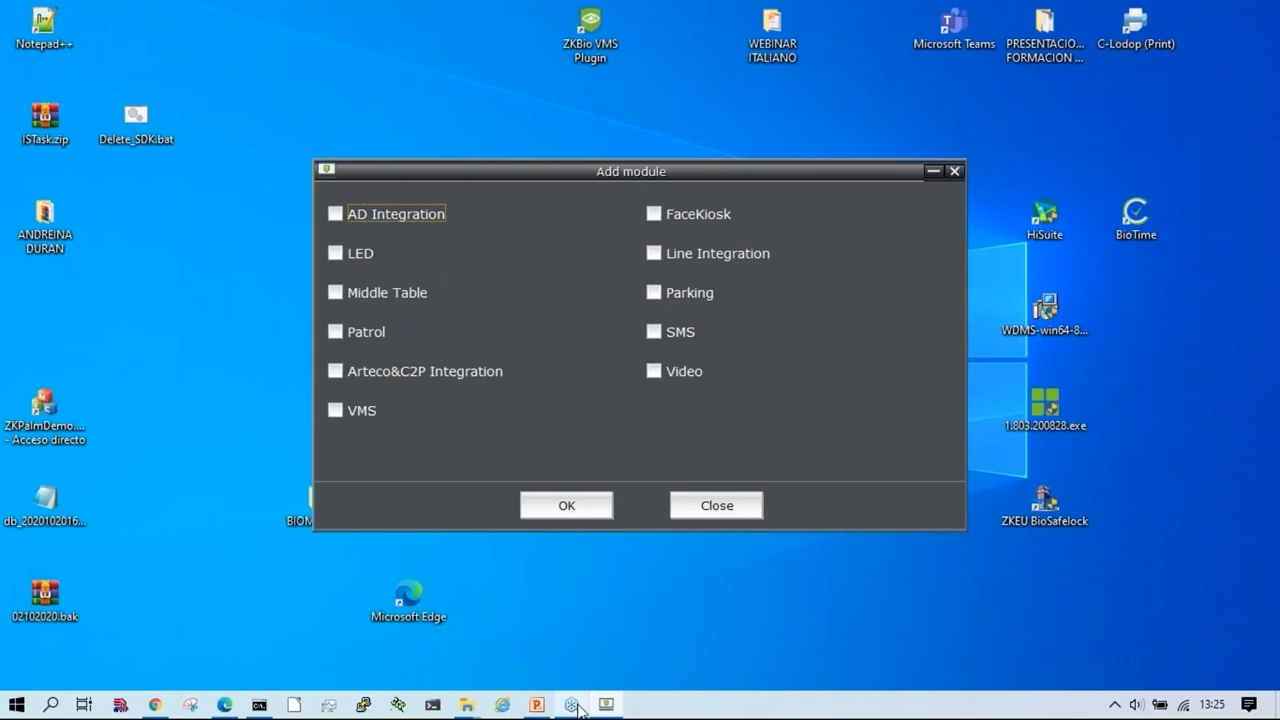 Notepad++
ZKBio VMS
Plugin
WEBINAR
ITALIANO
Microsoft Teams
PRESENTACIO...
FORMACION ...
C-Lodop (Print)
ISTask.zip
Delete_SDK.bat
Add module
AD Integration
FaceKiosk
LED
Line Integration
Middle Table
Parking
Patrol
SMS
Arteco&C2P Integration
Video
VMS
OK
Close
ANDREINA
DURAN
HiSuite
BioTime
WDMS-win64-8...
ZKPalmDemo....
- Acceso directo
1.803.200828.exe
db_2020102016...
BIOM
ZKEU BioSafelock
02102020.bak
Microsoft Edge
13:25